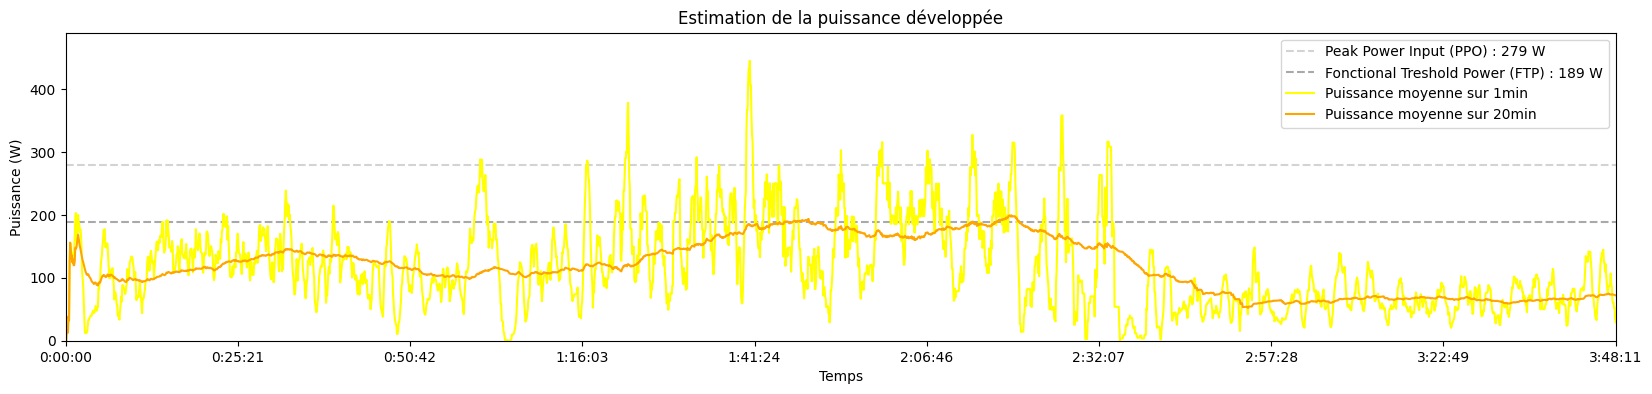 Estimation de la puissance développée
Peak Power Input (PPO) : 279 W
Fonctional Treshold Power (FTP) : 189 W
Puissance moyenne sur 1min
Puissance moyenne sur 20min
Puissance (W)
400
300
200
100
0
0:00:00 0:25:21 0:50:42 1:16:03 1:41:24 2:06:46 2:32:07 2:57:28 3:22:49 3:48:11
Temps